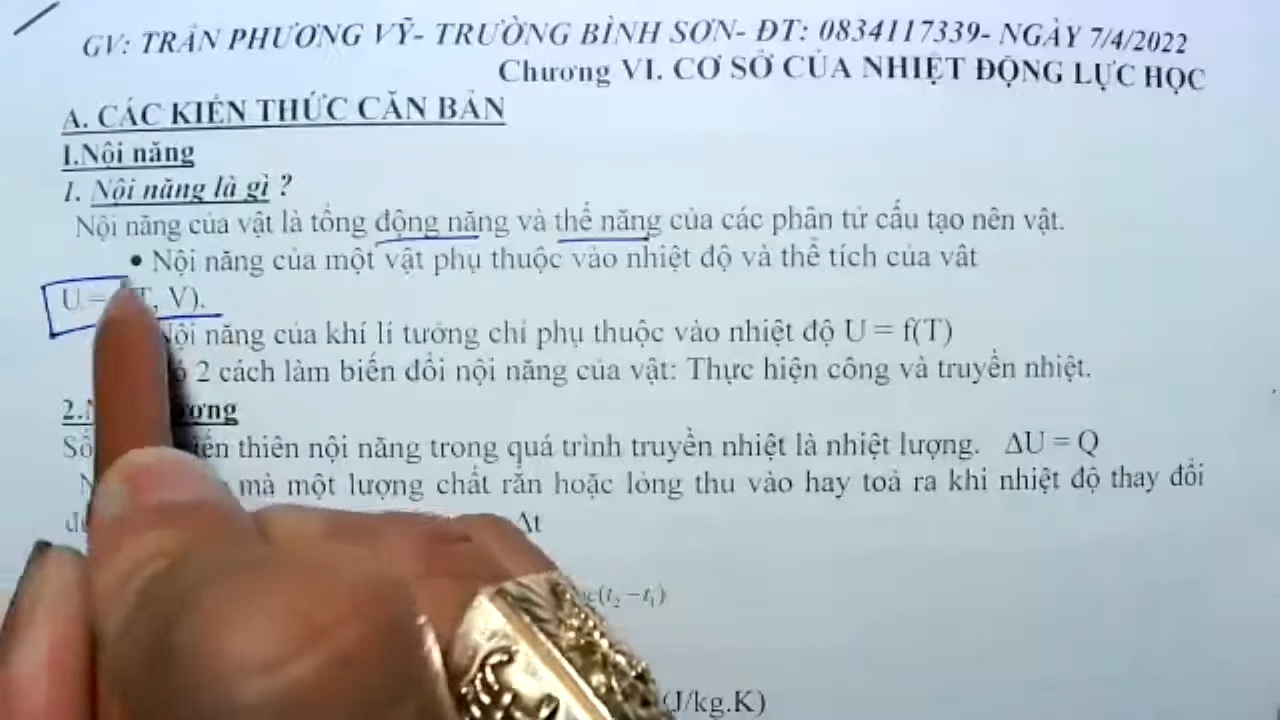 GV: TRẦN PHƯƠNG VỸ- TRƯỜNG BÌNH SƠN- ĐT: 0834117339- NGÀY 7/4/2022
Chương VI. CƠ SỞ CỦA NHIỆT ĐỘNG LỰC HỌC
A. CÁC KIẾN THỨC CĂN BẢN
I.Nội năng
1. Nội năng là gì ?
Nội năng của vật là tổng động năng và thế năng của các phân tử cấu tạo nên vật.
• Nội năng của một vật phụ thuộc vào nhiệt độ và thể tích của vât
U = T, V).
Nội năng của khí lí tưởng chỉ phụ thuộc vào nhiệt độ U = f(T)
2 cách làm biến đổi nội năng của vật: Thực hiện công và truyền nhiệt.
2.
Số thiên nội năng trong quá trình truyền nhiệt là nhiệt lượng. ΔU = Q
mà một lượng chất rắn hoặc lỏng thu vào hay toả ra khi nhiệt độ thay đổi
Δt
c(t₂ − t₁)
(J/kg.K)